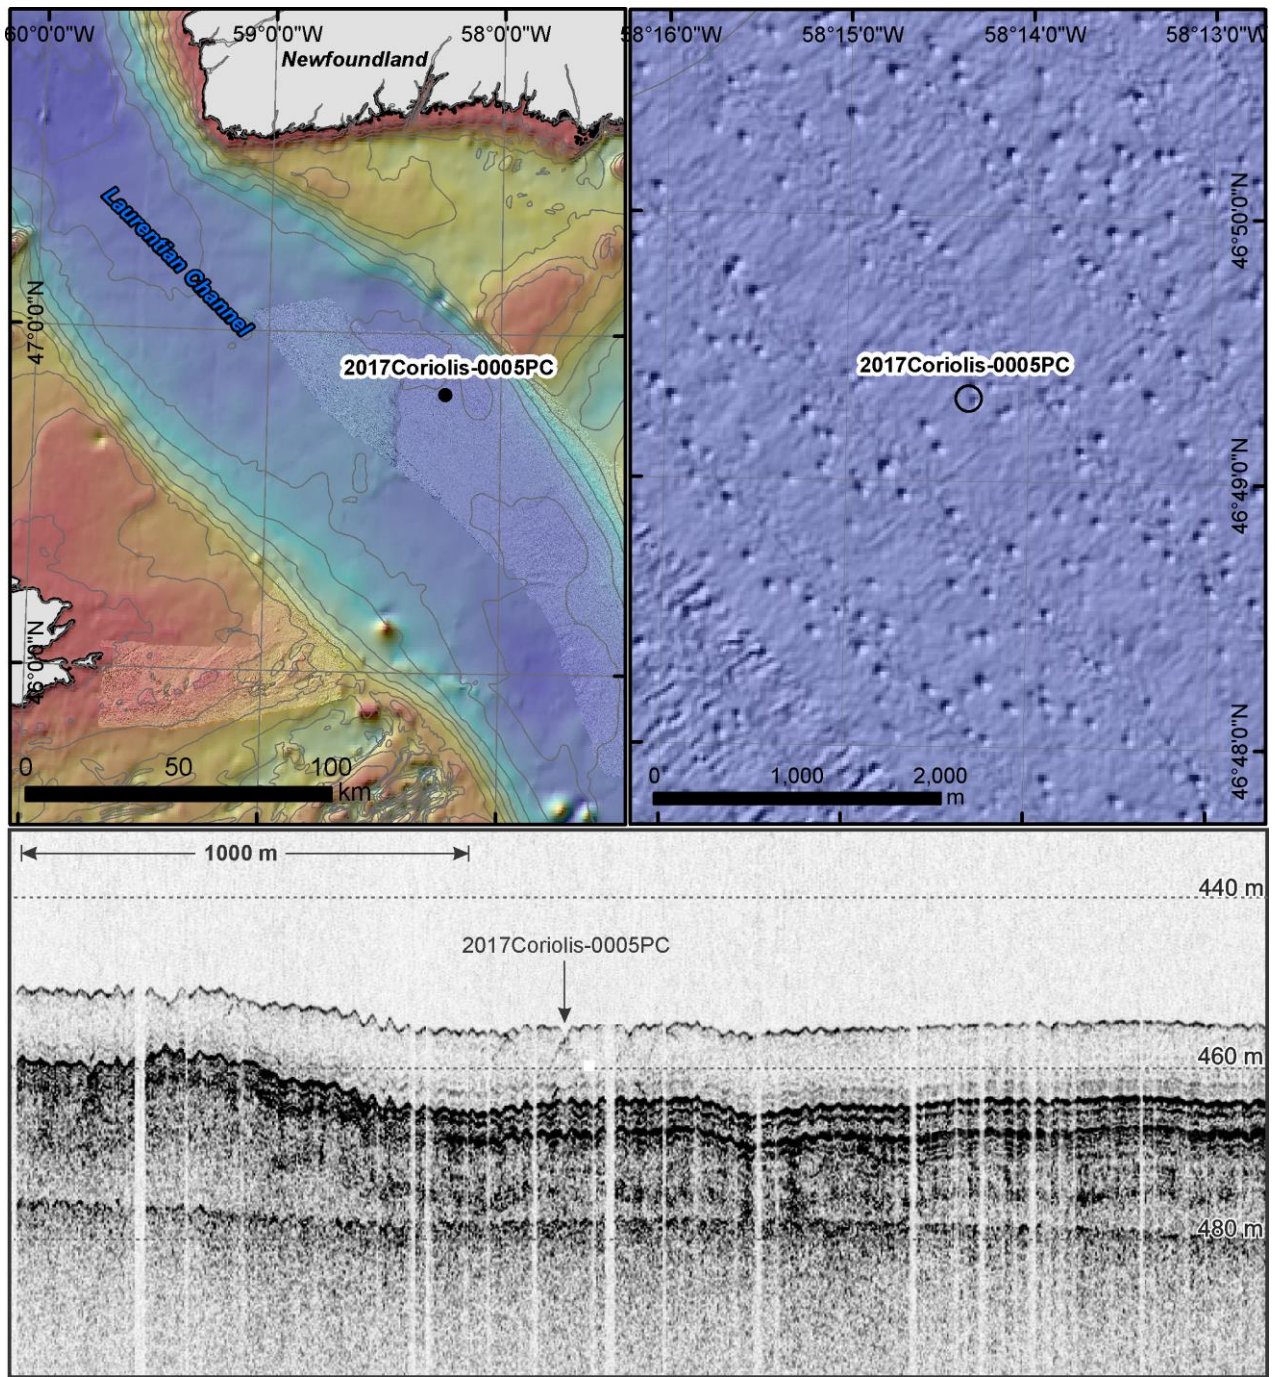 60°0'0"W 59°0'0"W 58°0'0"W
Newfoundland
Laurentian Channel
47°0'0"N
2017Coriolis-0005PC
46°0'0"N
0 50 100
km
58°16'0"W 58°15'0"W 58°14'0"W 58°13'0"W
46°50'0"N
2017Coriolis-0005PC
46°49'0"N
46°48'0"N
0 1,000 2,000
m
1000 m
440 m
2017Coriolis-0005PC
460 m
480 m